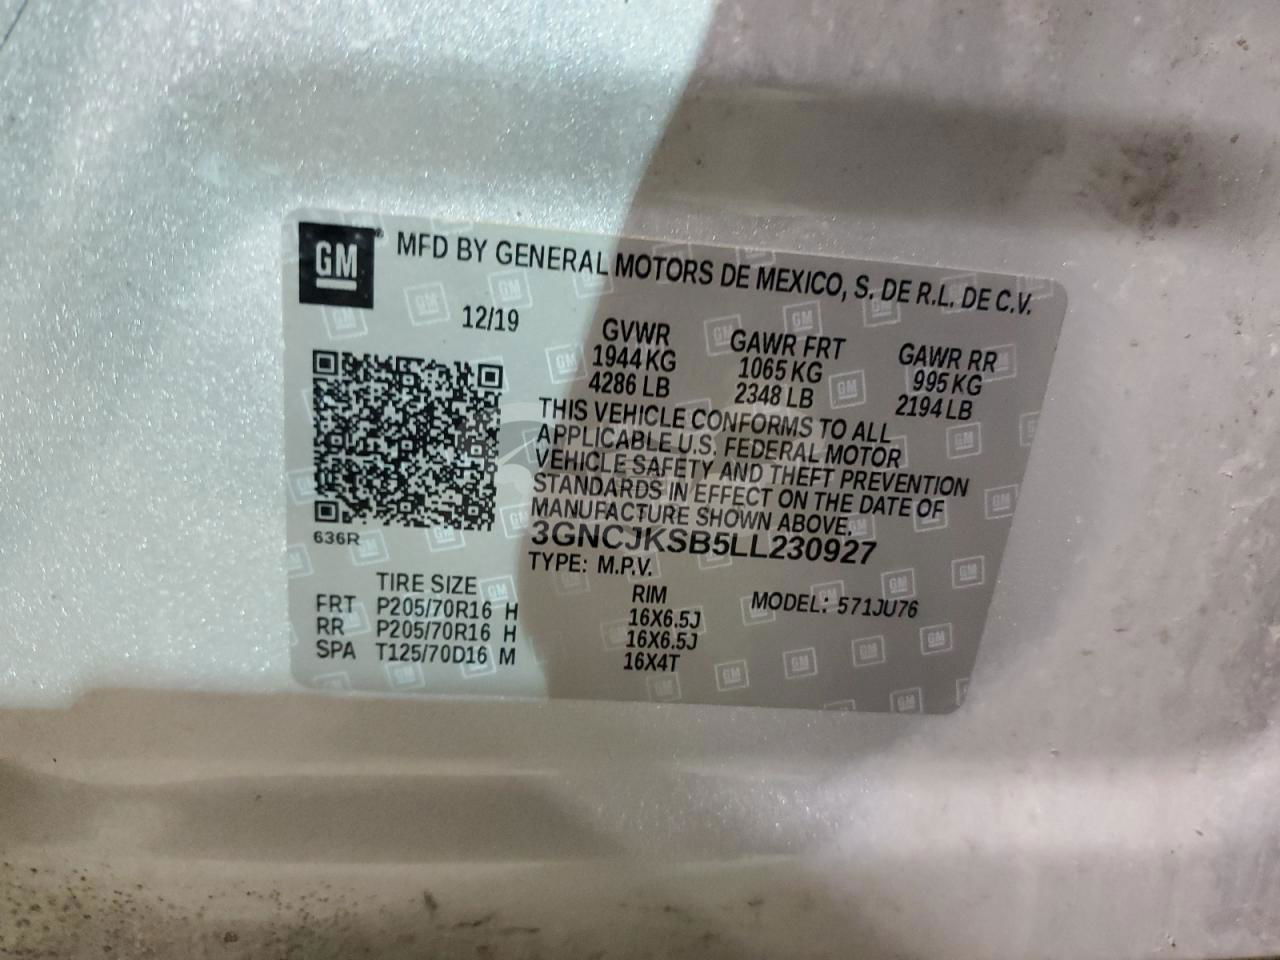 GM
MFD BY GENERAL MOTORS DE MEXICO, S. DE R.L. DE C.V.
12/19
GVWR GAWR FRT GAWR RR
1944 KG 1065 KG 995 KG
4286 LB 2348 LB 2194 LB
THIS VEHICLE CONFORMS TO ALL
APPLICABLE U.S. FEDERAL MOTOR
VEHICLE SAFETY AND THEFT PREVENTION
STANDARDS IN EFFECT ON THE DATE OF
MANUFACTURE SHOWN ABOVE.
636R
3GNCJKSB5LL230927
TYPE: M.P.V.
TIRE SIZE RIM MODEL: 571JU76
FRT P205/70R16 H 16X6.5J
RR P205/70R16 H 16X6.5J
SPA T125/70D16 M 16X4T